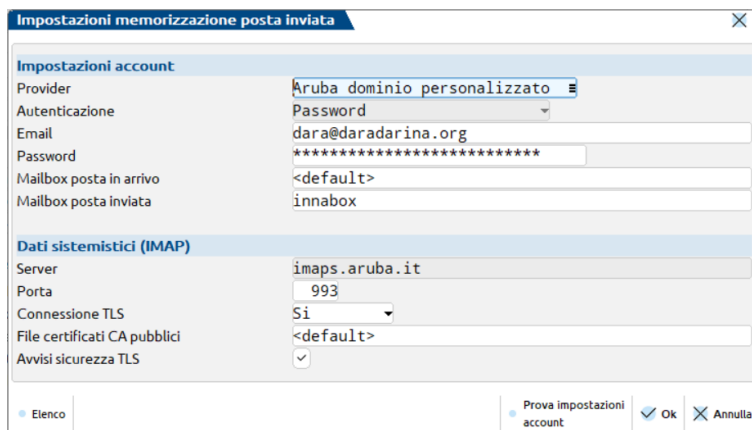 Impostazioni memorizzazione posta inviata
Impostazioni account
Provider Aruba dominio personalizzato
Autenticazione Password
Email dara@daradarina.org
Password ***************************
Mailbox posta in arrivo <default>
Mailbox posta inviata innabox
Dati sistemistici (IMAP)
Server imaps.aruba.it
Porta 993
Connessione TLS Si
File certificati CA pubblici <default>
Avvisi sicurezza TLS
Elenco
Prova impostazioni
account
Ok
Annulla